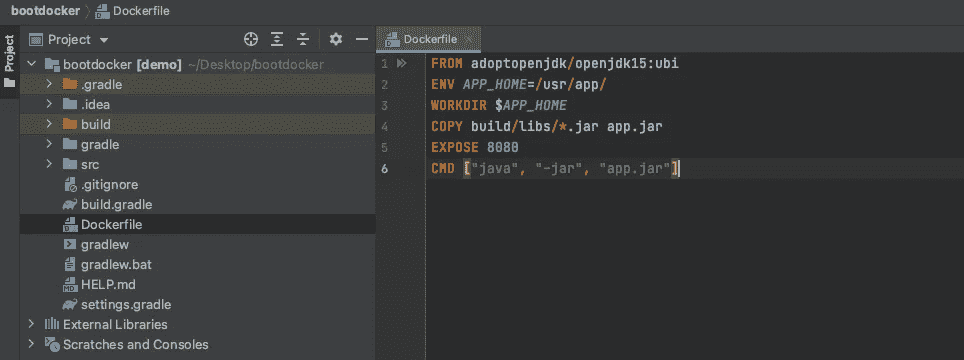 bootdocker Dockerfile
Project
Project
bootdocker [demo] ~/Desktop/bootdocker
.gradle
.idea
build
gradle
src
.gitignore
build.gradle
Dockerfile
gradlew
gradlew.bat
HELP.md
settings.gradle
External Libraries
Scratches and Consoles
Dockerfile
1 FROM adoptopenjdk/openjdk15:ubi
2 ENV APP_HOME=/usr/app/
3 WORKDIR $APP_HOME
4 COPY build/libs/*.jar app.jar
5 EXPOSE 8080
6 CMD ["java", "-jar", "app.jar"]